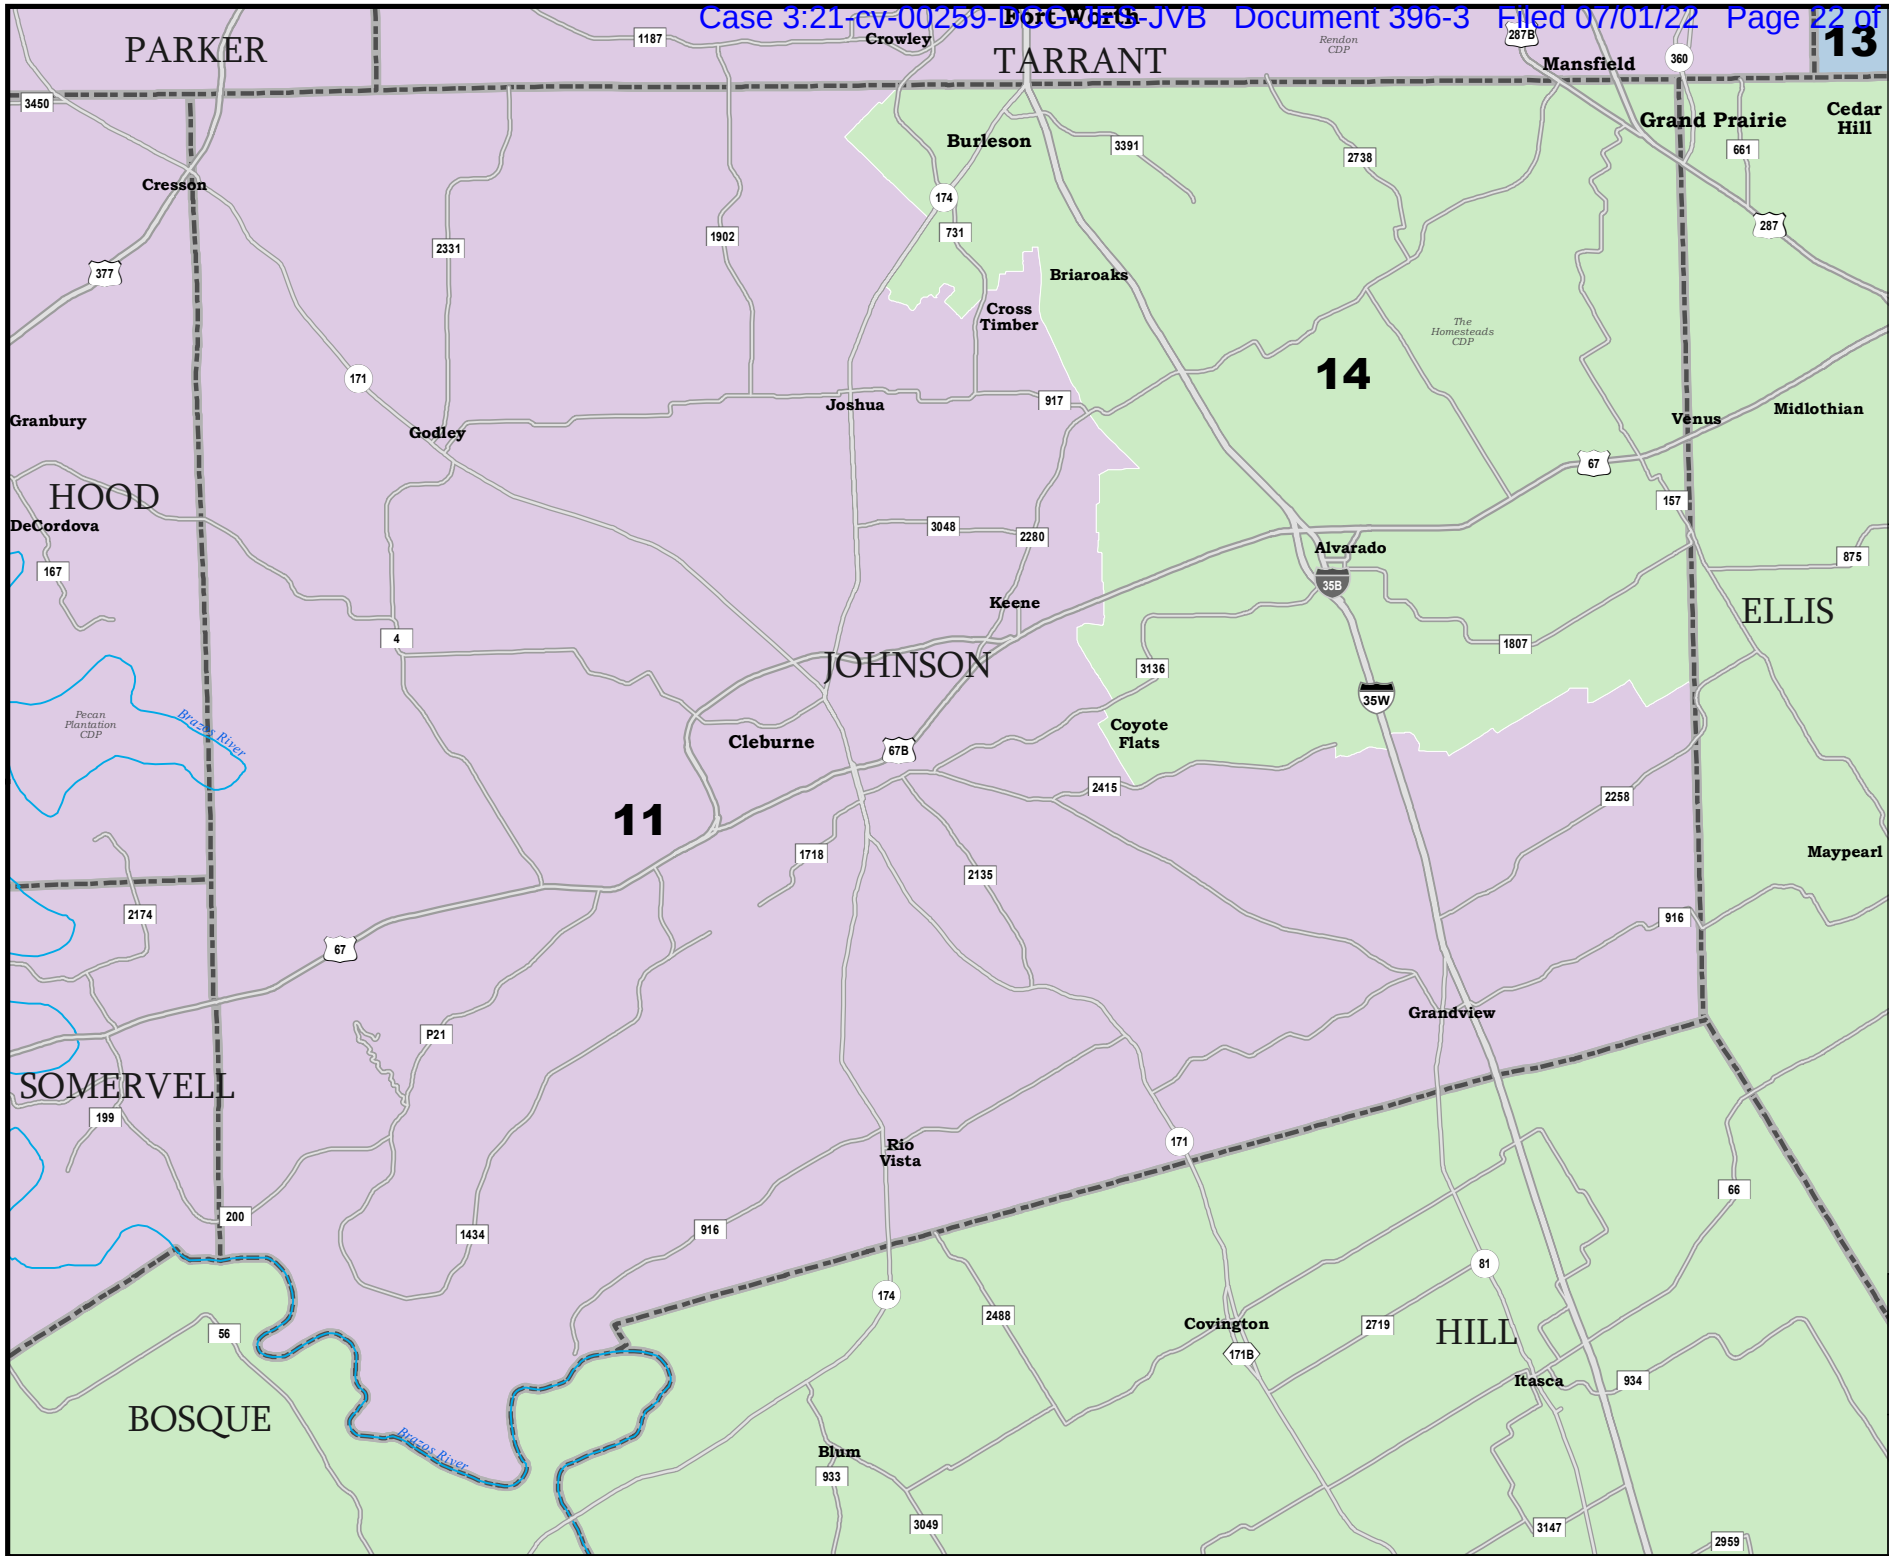 Case 3:21-cv-00259-DCG-JES-JVB Document 396-3 Filed 07/01/22 Page 22 of
Fort Worth
13
PARKER
1187
Crowley
TARRANT
Rendon
CDP
287B
Mansfield
360
3450
Burleson
3391
2738
Grand Prairie
661
Cedar
Hill
Cresson
174
731
287
2331
1902
377
Briaroaks
Cross
Timber
The
Homesteads
CDP
14
171
917
Joshua
Granbury
Godley
Venus
Midlothian
67
HOOD
157
DeCordova
3048
2280
Alvarado
875
167
35B
Keene
ELLIS
4
1807
JOHNSON
3136
35W
Pecan
Plantation
CDP
Brazos River
Coyote
Flats
Cleburne
67B
2415
2258
11
1718
Maypearl
2135
2174
916
67
Grandview
P21
SOMERVELL
199
171
Rio
Vista
66
200
1434
916
81
174
2488
56
Covington
2719
HILL
171B
Itasca
934
BOSQUE
Brazos River
Blum
933
3049
3147
2959